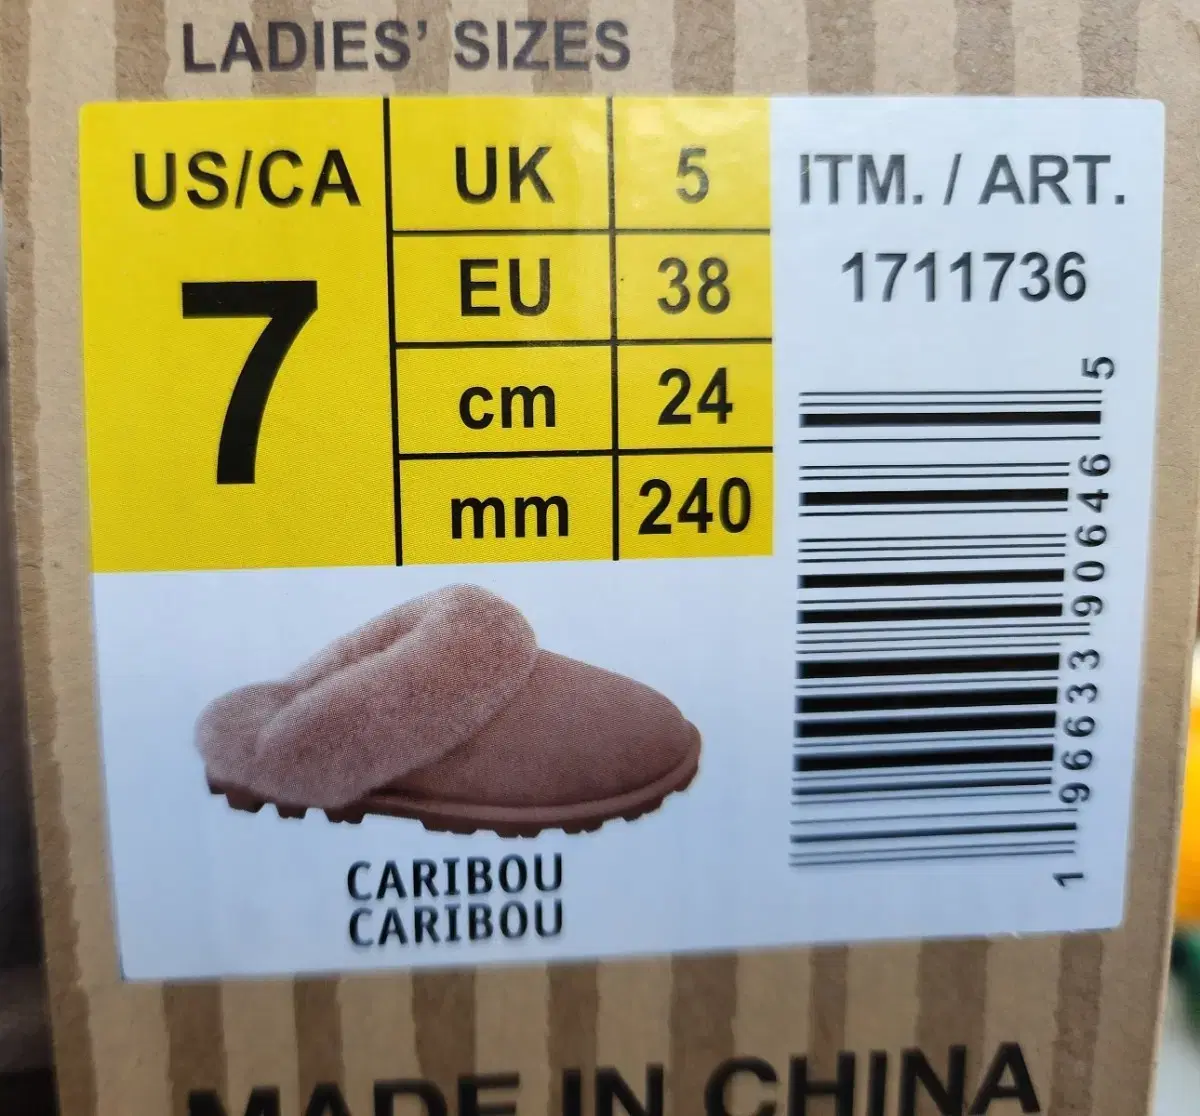 LADIES' SIZES
US/CA
7
UK 5
EU 38
cm 24
mm 240
ITM. / ART.
1711736
1 96633 90646 5
CARIBOU
CARIBOU
MADE IN CHINA